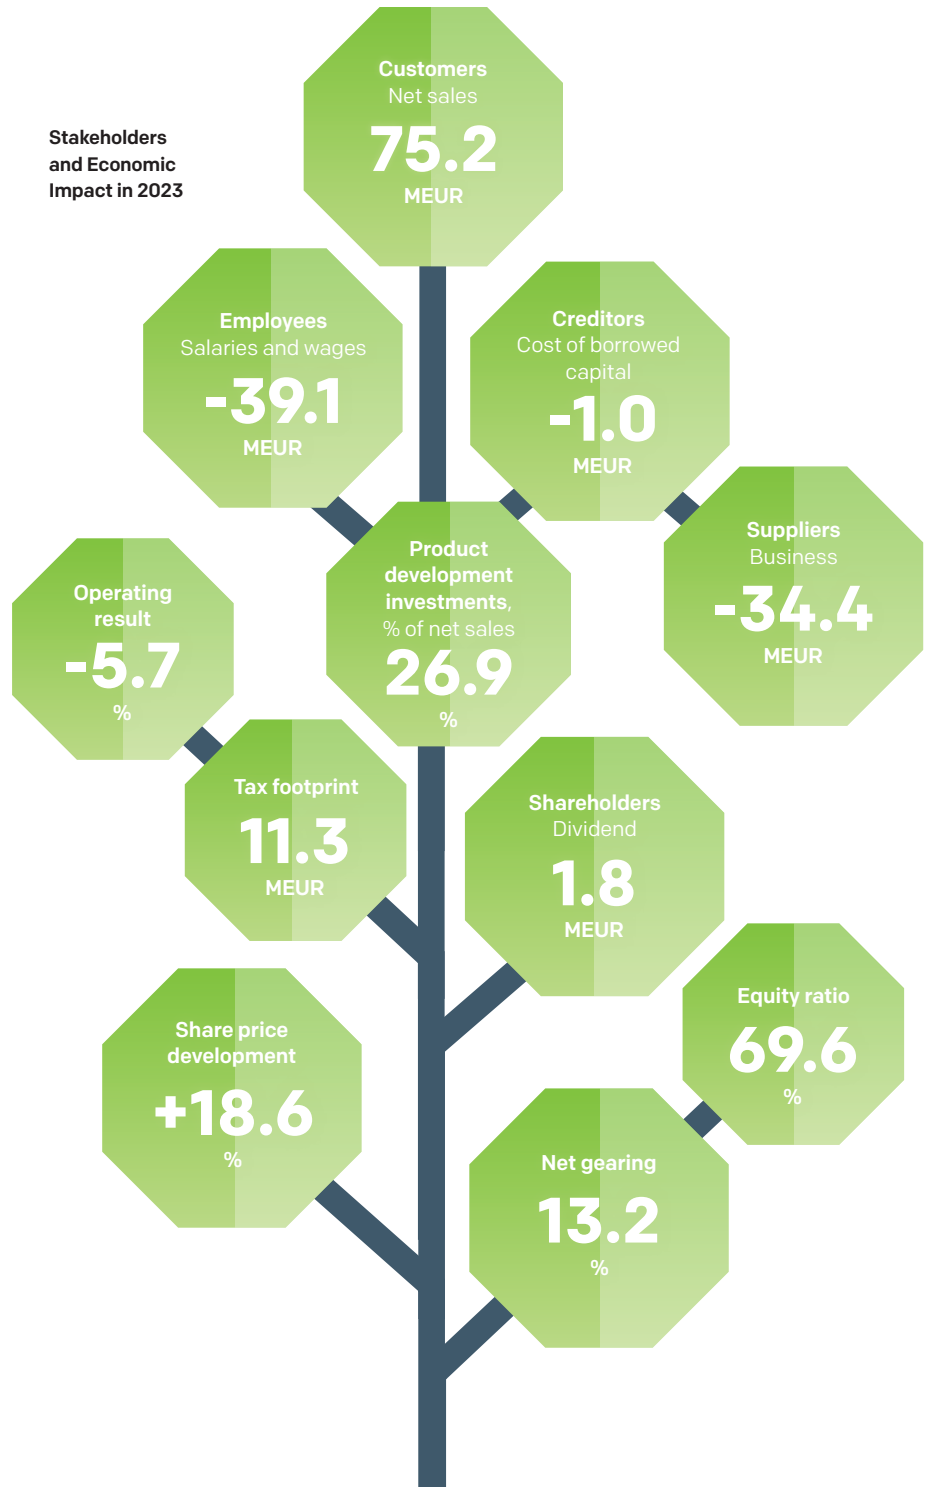 Stakeholders
and Economic
Impact in 2023
Customers
Net sales
75.2
MEUR
Employees
Salaries and wages
-39.1
MEUR
Creditors
Cost of borrowed
capital
-1.0
MEUR
Suppliers
Business
-34.4
MEUR
Product
development
investments,
% of net sales
26.9
%
Operating
result
-5.7
%
Tax footprint
11.3
MEUR
Shareholders
Dividend
1.8
MEUR
Equity ratio
69.6
%
Share price
development
+18.6
%
Net gearing
13.2
%